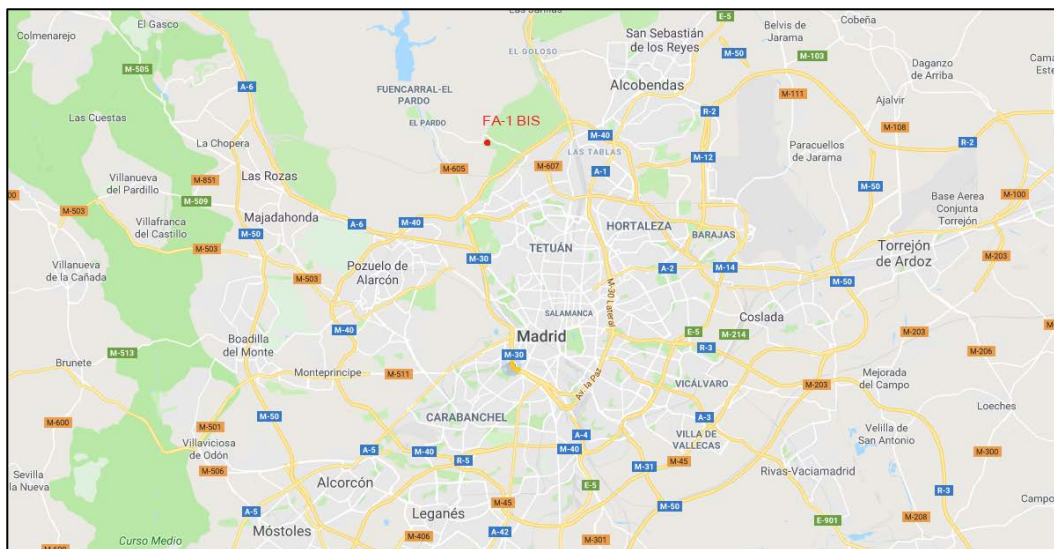 El Gasco
Colmenarejo
M-505
A-6
Las Jarillas
EL GOLOSO
E-5
San Sebastián
de los Reyes
M-50
Belvis de
Jarama
Cobeña
M-103
Daganzo
de Arriba
FUENCARRAL-EL
PARDO
Alcobendas
M-111
R-2
Ajalvir
Las Cuestas
EL PARDO
FA-1 BIS
M-40
M-108
La Chopera
LAS TABLAS
R-2
Paracuellos
de Jarama
M-605
M-607
A-1
M-12
Villanueva
del Pardillo
M-851
Las Rozas
M-50
M-100
M-509
M-503
Majadahonda
Base Aerea
Conjunta
Torrejón
Villafranca
del Castillo
M-50
A-6
M-40
HORTALEZA
BARAJAS
M-503
TETUÁN
Torrejón
de Ardoz
M-30
M-203
Villanueva
de la Cañada
M-503
Pozuelo de
Alarcón
A-2
M-14
M-50
M-30 Lateral
SALAMANCA
Coslada
M-40
Madrid
E-5
M-214
M-203
Boadilla
del Monte
R-3
M-513
M-30
M-206
Brunete
Monteprincipe
M-511
Av. la Paz
VICÁLVARO
M-203
Mejorada
del Campo
Loeches
M-50
CARABANCHEL
A-3
M-600
M-501
Velilla de
San Antonio
Villaviciosa
de Odón
A-4
VILLA DE
VALLECAS
A-5
M-40
R-5
M-40
M-45
M-300
M-506
M-31
Sevilla
la Nueva
Rivas-Vaciamadrid
Alcorcón
E-5
R-3
M-45
A-5
Leganés
M-50
Móstoles
E-901
M-208
M-406
A-42
M-301
Curso Medio